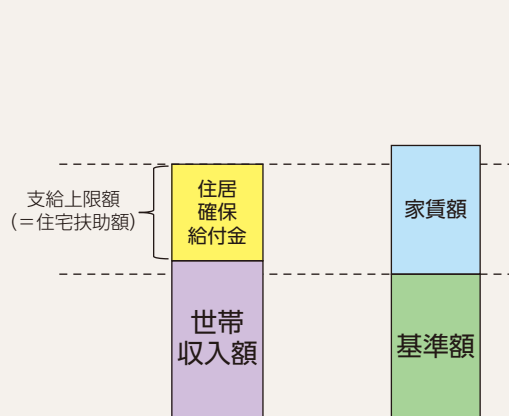 支給上限額
(＝住宅扶助額)
住居
確保
給付金
世帯
収入額
家賃額
基準額